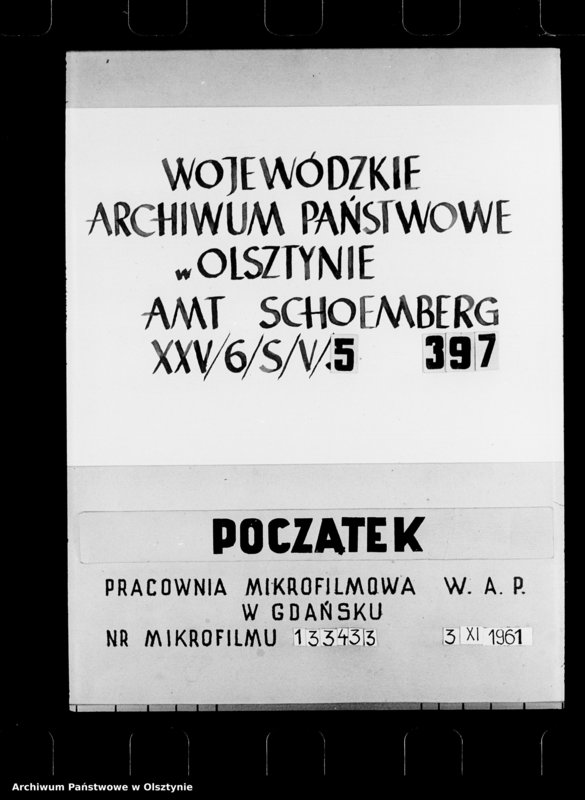 WOJEWÓDZKIE
ARCHIWUM PAŃSTWOWE
w OLSZTYNIE
AMT SCHOEMBERG
XXV/6/S/V/.5 397
POCZĄTEK
PRACOWNIA MIKROFILMOWA W. A. P.
W GDAŃSKU
NR MIKROFILMU 133433 3 XI 1961
Archiwum Państwowe w Olsztynie